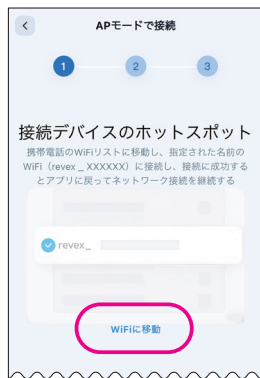 APモードで接続
1 2 3
接続デバイスのホットスポット
携帯電話のWiFiリストに移動し、指定された名前の
WiFi（revex _ XXXXXX）に接続し、接続に成功する
とアプリに戻ってネットワーク接続を継続する
revex_
WiFiに移動